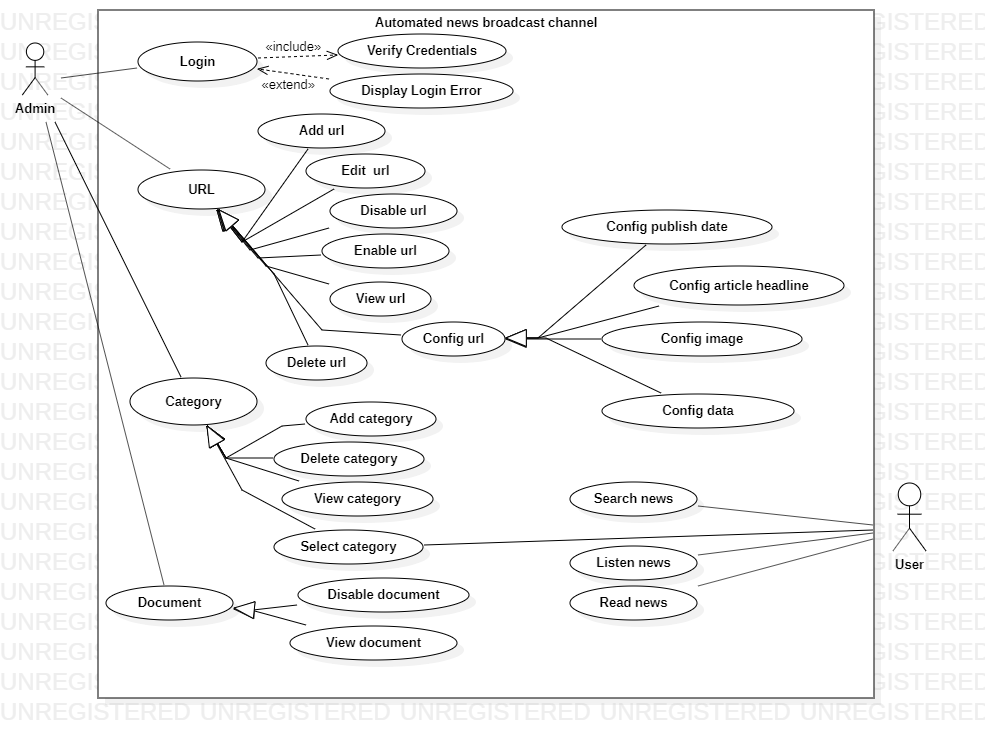 Automated news broadcast channel
Login
«include»
Verify Credentials
«extend»
Display Login Error
Admin
Add url
Edit  url
URL
Disable url
Enable url
View url
Config url
Delete url
Config publish date
Config article headline
Config image
Config data
Category
Add category
Delete category
View category
Select category
Search news
Listen news
Read news
User
Document
Disable document
View document
UNREGISTERED UNREGISTERED UNREGISTERED UNREGISTERED UNREGISTERED